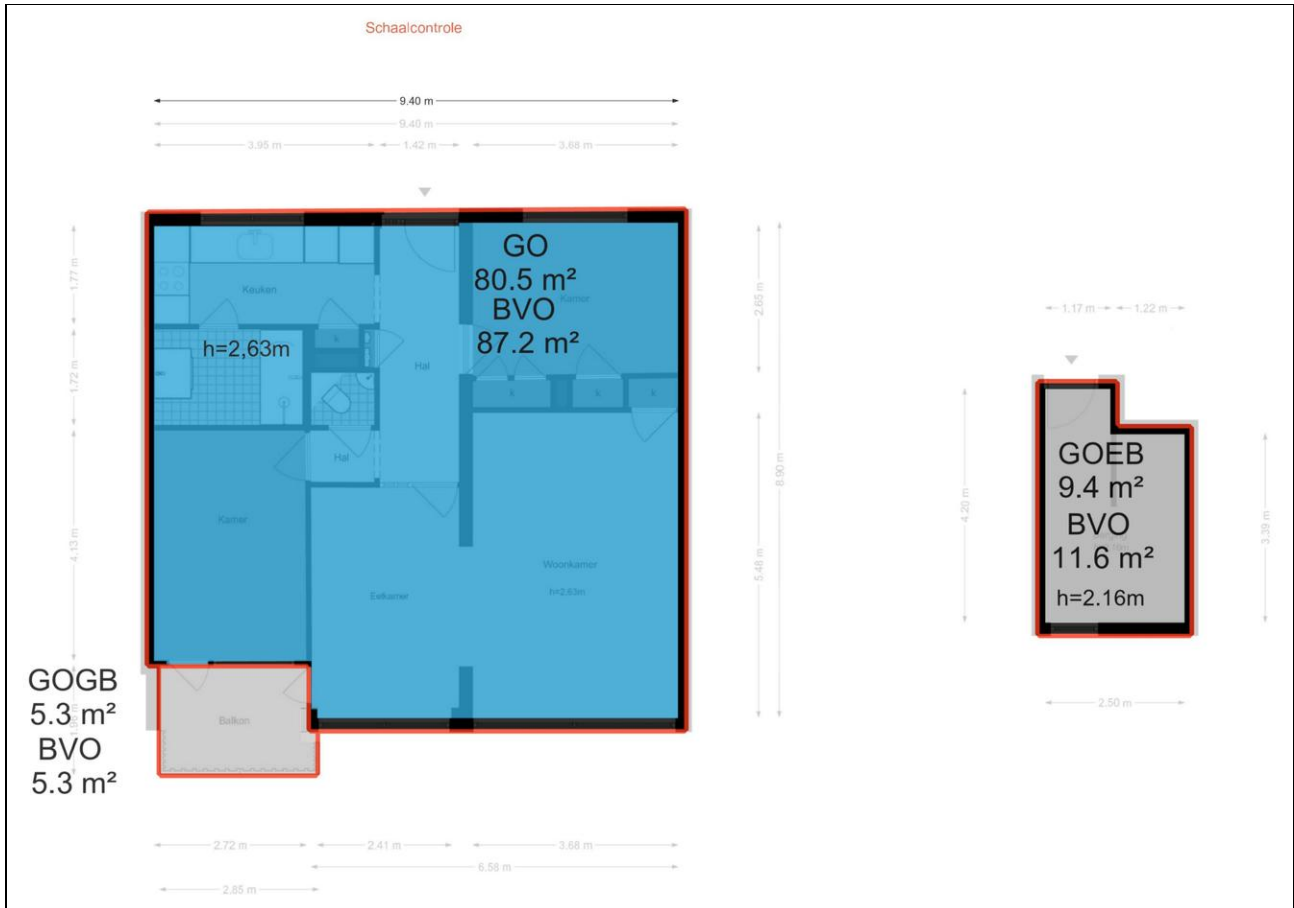 Schaalcontrole
9.40 m
9.40 m
3.95 m
1.42 m
3.68 m
1.77 m
1.72 m
4.13 m
Keuken
GO
80.5 m²
BVO
87.2 m²
Kamer
h=2,63m
k
Hal
k
k
k
Hal
Kamer
Eetkamer
Woonkamer
h=2.63m
2.65 m
5.48 m
8.90 m
GOGB
5.3 m²
BVO
5.3 m²
Balkon
2.72 m
2.41 m
3.68 m
6.58 m
2.85 m
1.17 m
1.22 m
4.20 m
3.39 m
GOEB
9.4 m²
BVO
11.6 m²
h=2.16m
2.50 m